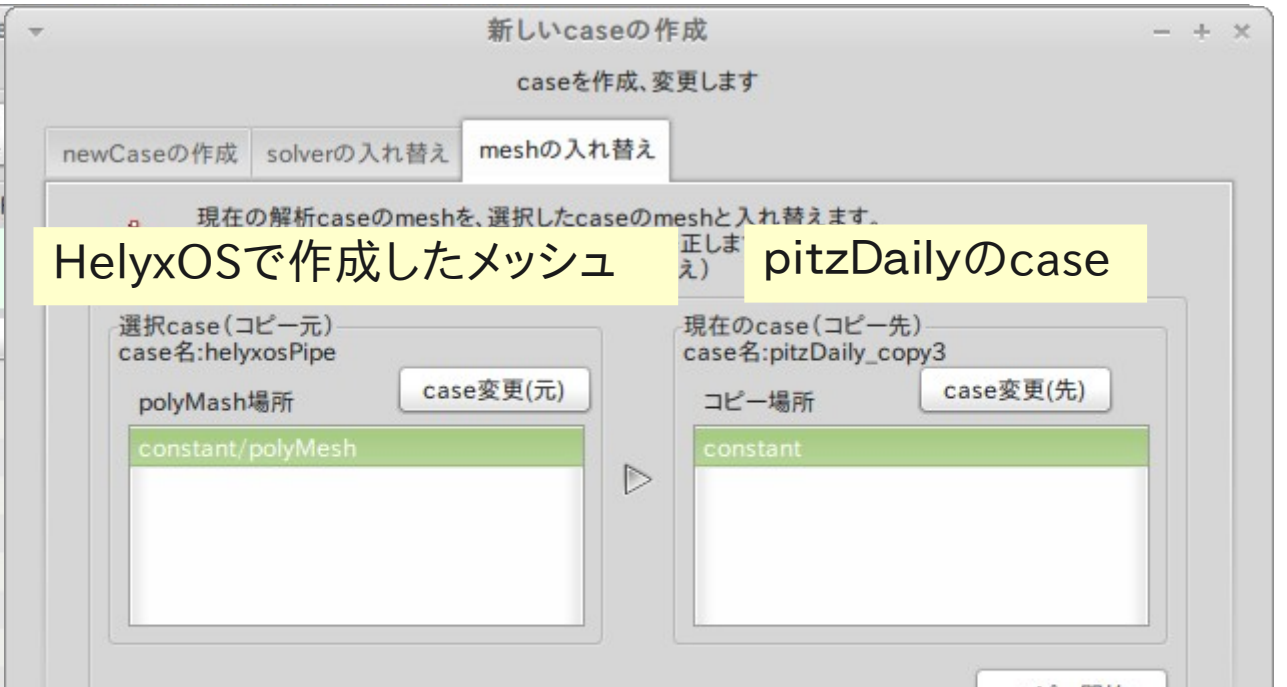 新しいcaseの作成
caseを作成、変更します
newCaseの作成 solverの入れ替え meshの入れ替え
現在の解析caseのmeshを、選択したcaseのmeshと入れ替えます。
正しま
え）
HelyxOSで作成したメッシュ
pitzDailyのcase
選択case（コピー元）
case名:helyxosPipe
polyMash場所
case変更(元)
constant/polyMesh
現在のcase（コピー先）
case名:pitzDaily_copy3
コピー場所
case変更(先)
constant